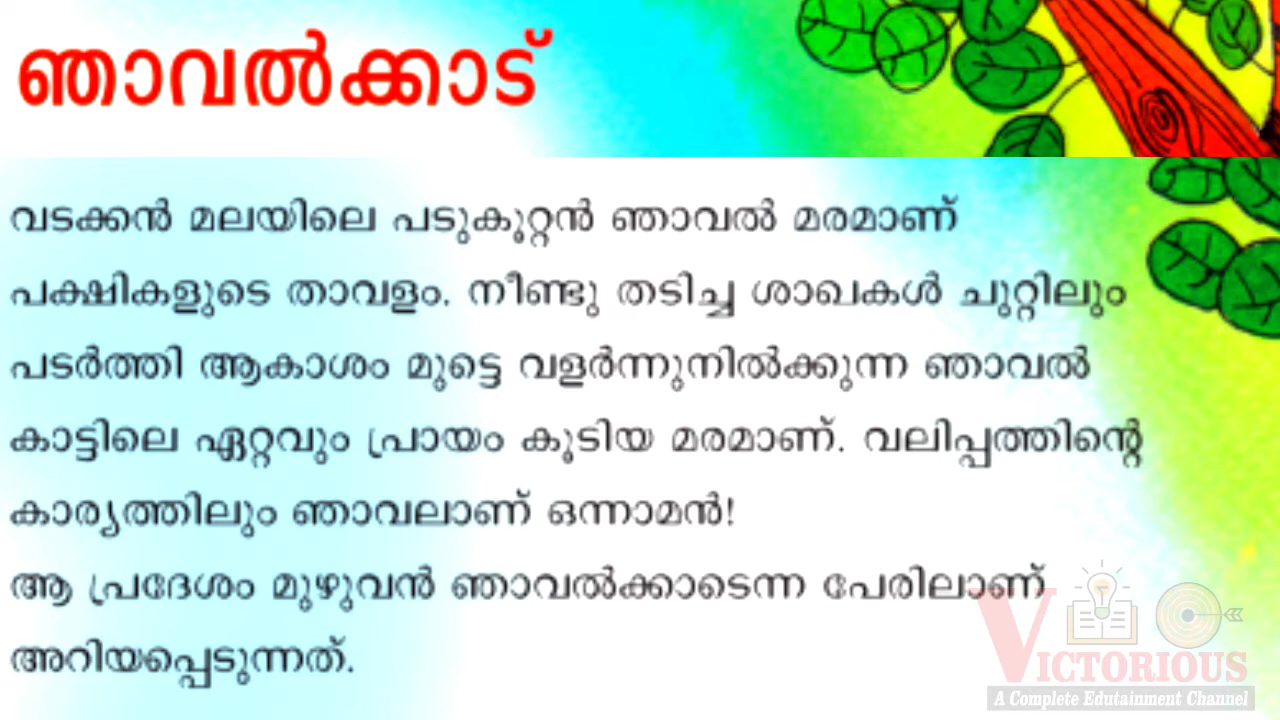 ഞാവൽക്കാട്
വടക്കൻ മലയിലെ പടുകൂറ്റൻ ഞാവൽ മരമാണ്
പക്ഷികളുടെ താവളം. നീണ്ടു തടിച്ച ശാഖകൾ ചുറ്റിലും
പടർത്തി ആകാശം മുട്ടെ വളർന്നുനിൽക്കുന്ന ഞാവൽ
കാട്ടിലെ ഏറ്റവും പ്രായം കൂടിയ മരമാണ്. വലിപ്പത്തിന്റെ
കാര്യത്തിലും ഞാവലാണ് ഒന്നാമൻ!
ആ പ്രദേശം മുഴുവൻ ഞാവൽക്കാടെന്ന പേരിലാണ്
അറിയപ്പെടുന്നത്.
VICTORIOUS
A Complete Edutainment Channel